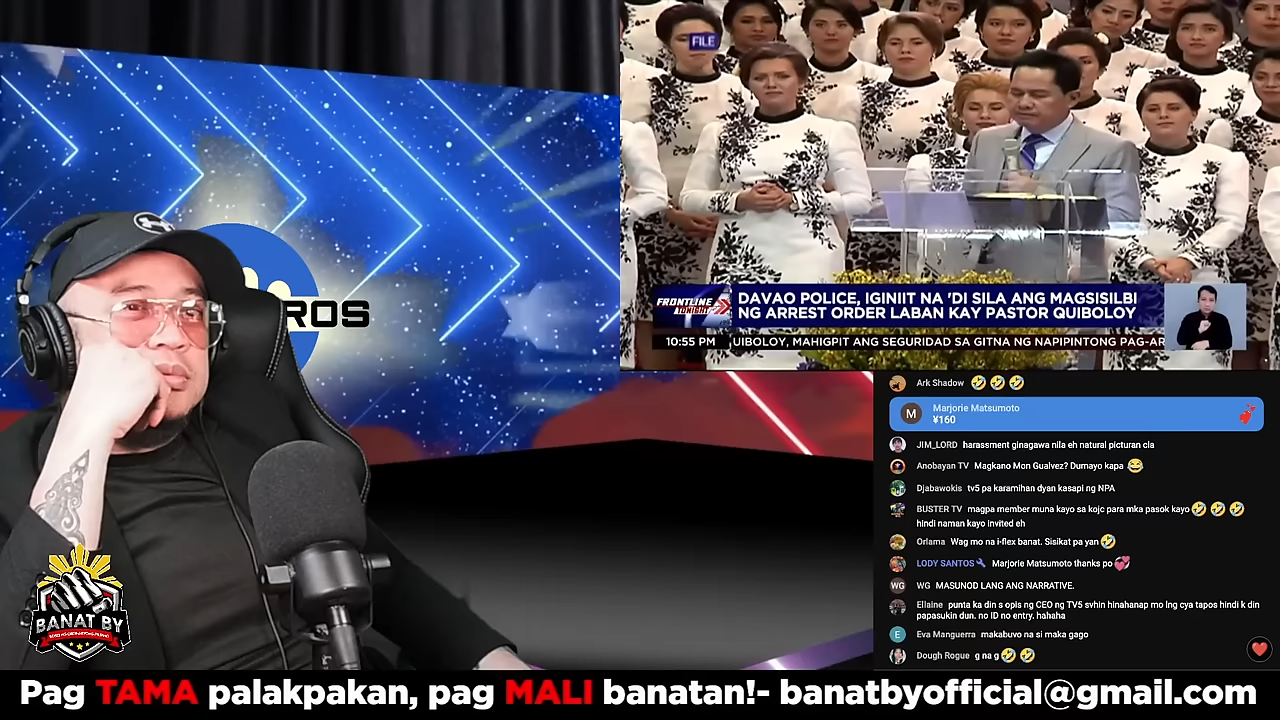 FILE
ROS
FRONTLINE
TONIGHT
DAVAO POLICE, IGINIIT NA 'DI SILA ANG MAGSISILBI
NG ARREST ORDER LABAN KAY PASTOR QUIBOLOY
10:55 PM UIBOLOY, MAHIGPIT ANG SEGURIDAD SA GITNA NG NAPIPINTONG PAG-AR
Ark Shadow 🤣🤣🤣
M Marjorie Matsumoto
¥160
JIM_LORD harassment ginagawa nila eh natural picturan cla
Anobayan TV Magkano Mon Gualvez? Dumayo kapa 😂
Djabawokis tv5 pa karamihan dyan kasapi ng NPA
BUSTER TV magpa member muna kayo sa kojc para mka pasok kayo🤣🤣🤣
hindi naman kayo invited eh
Orlama Wag mo na i-flex banat. Sisikat pa yan🤣
LODY SANTOS🔧 Marjorie Matsumoto thanks po💞
WG WG MASUNOD LANG ANG NARRATIVE.
Ellaine punta ka din s opis ng CEO ng TV5 svhin hinahanap mo lng cya tapos hindi k din
papasukin dun. no ID no entry. hahaha
E Eva Manguerra makabuvo na si maka gago
Dough Rogue g na g🤣🤣
BANAT BY
Pag TAMA palakpakan, pag MALI banatan!- banatbyofficial@gmail.com